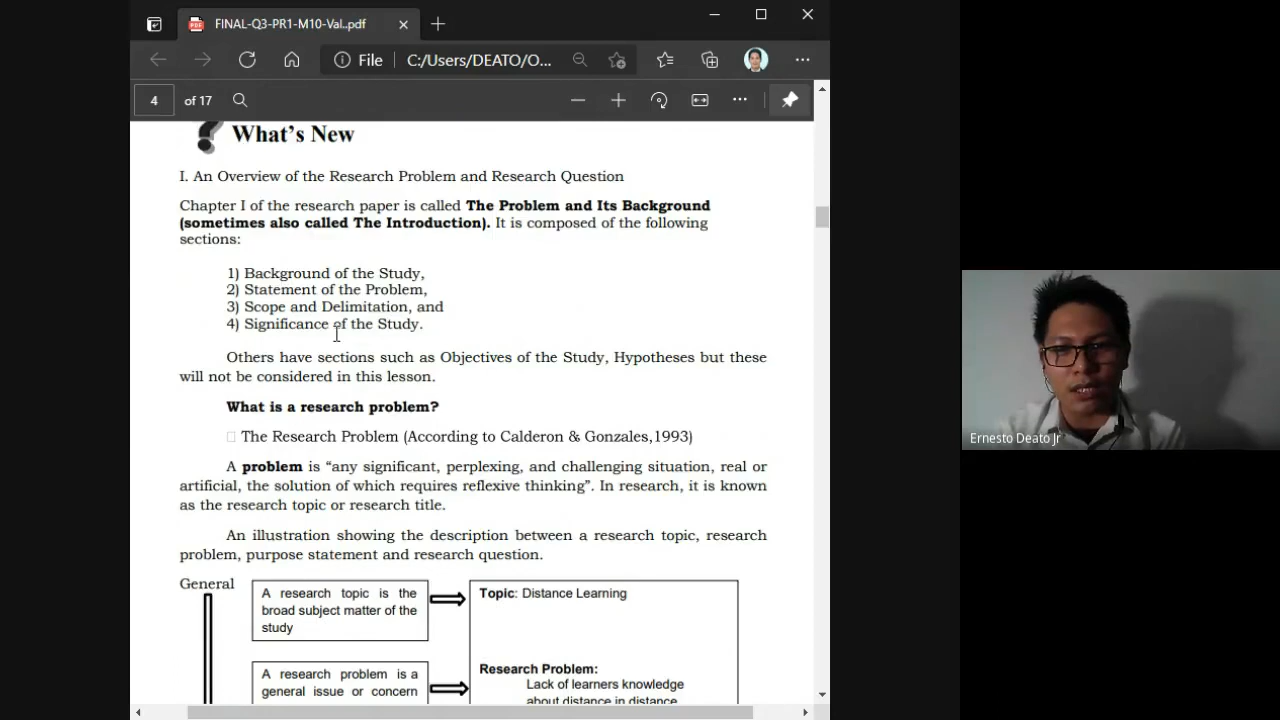 FINAL-Q3-PR1-M10-Val..pdf
File
C:/Users/DEATO/O...
4 of 17
What's New
I. An Overview of the Research Problem and Research Question
Chapter I of the research paper is called The Problem and Its Background
(sometimes also called The Introduction). It is composed of the following
sections:
1) Background of the Study,
2) Statement of the Problem,
3) Scope and Delimitation, and
4) Significance of the Study.
Others have sections such as Objectives of the Study, Hypotheses but these
will not be considered in this lesson.
What is a research problem?
The Research Problem (According to Calderon & Gonzales,1993)
A problem is “any significant, perplexing, and challenging situation, real or
artificial, the solution of which requires reflexive thinking”. In research, it is known
as the research topic or research title.
An illustration showing the description between a research topic, research
problem, purpose statement and research question.
General
A research topic is the
broad subject matter of the
study
Topic: Distance Learning
A research problem is a
general issue or concern
Research Problem:
Lack of learners knowledge
about distance in distance
Ernesto Deato Jr